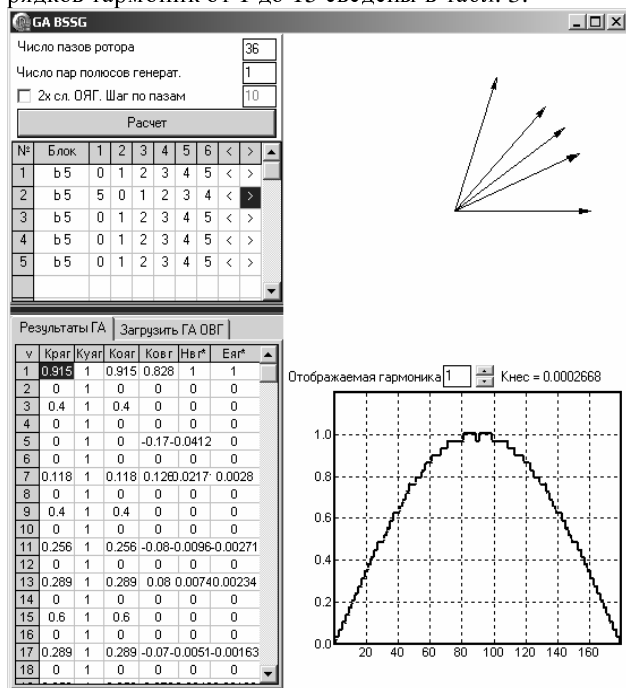 рядков гармоник от 1 до 13 сведены в табл. 3.
GA BSSG
Число пазов ротора 36
Число пар полюсов генерат. 1
2х сл. ОЯГ. Шаг по пазам 10
Расчет
№ Блок 1 2 3 4 5 6 < >
1 b 5 0 1 2 3 4 5 < >
2 b 5 5 0 1 2 3 4 < >
3 b 5 0 1 2 3 4 5 < >
4 b 5 0 1 2 3 4 5 < >
5 b 5 0 1 2 3 4 5 < >
Результаты ГА Загрузить ГА ОВГ
v Кряг Куяг Кояг Ковг Нвг* Еяг*
1 0.915 1 0.915 0.828 1 1
2 0 1 0 0 0 0
3 0.4 1 0.4 0 0 0
4 0 1 0 0 0 0
5 0 1 0 -0.17 -0.0412 0
6 0 1 0 0 0 0
7 0.118 1 0.118 0.126 0.0217 0.0028
8 0 1 0 0 0 0
9 0.4 1 0.4 0 0 0
10 0 1 0 0 0 0
11 0.256 1 0.256 -0.08 -0.0096 -0.00271
12 0 1 0 0 0 0
13 0.289 1 0.289 0.08 0.0074 0.00234
14 0 1 0 0 0 0
15 0.6 1 0.6 0 0 0
16 0 1 0 0 0 0
17 0.289 1 0.289 -0.07 -0.0051 -0.00163
18 0 1 0 0 0 0
Отображаемая гармоника 1 Кнес = 0.0002668
1.0
0.8
0.6
0.4
0.2
0.0
20 40 60 80 100 120 140 160